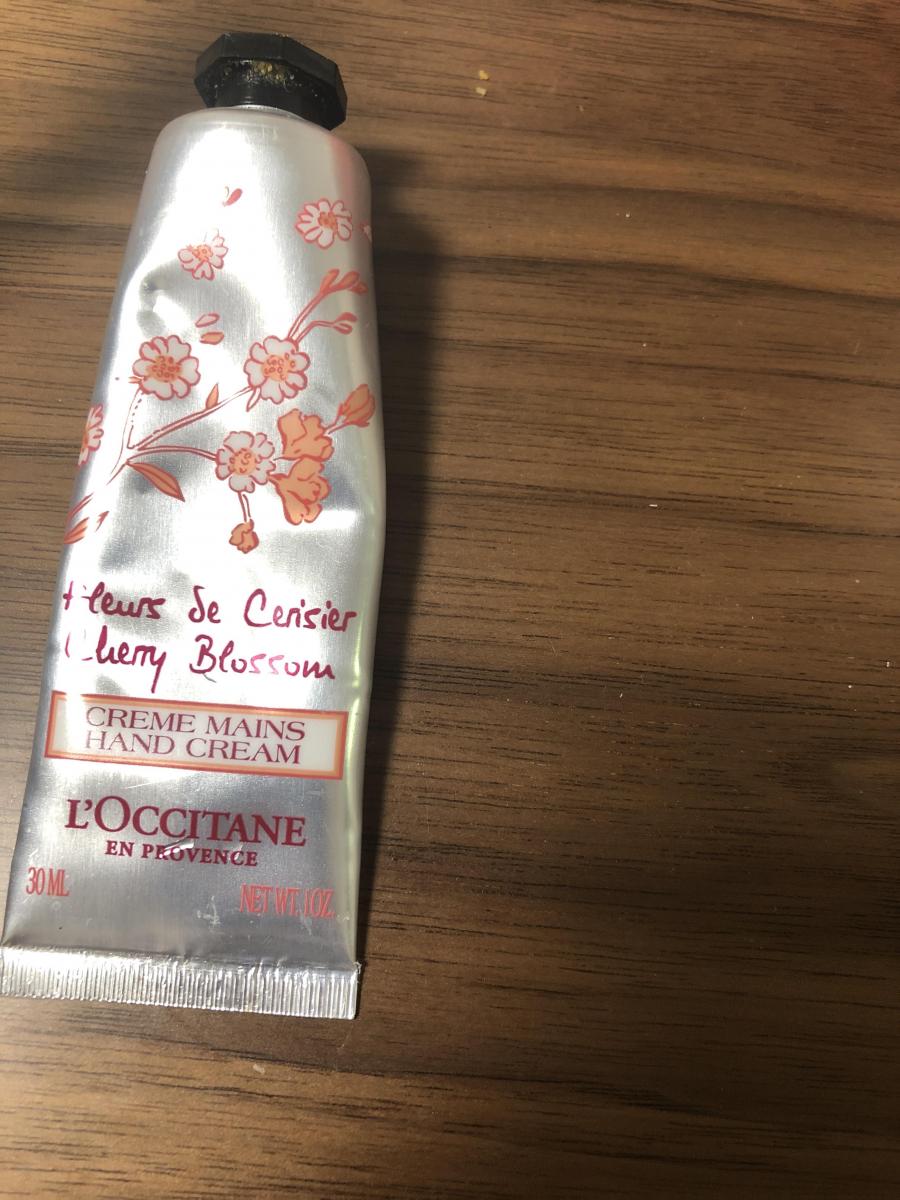 Fleurs de Cerisier
Cherry Blossom
CREME MAINS
HAND CREAM
L'OCCITANE
EN PROVENCE
30 ML
NET WT. 1 OZ.